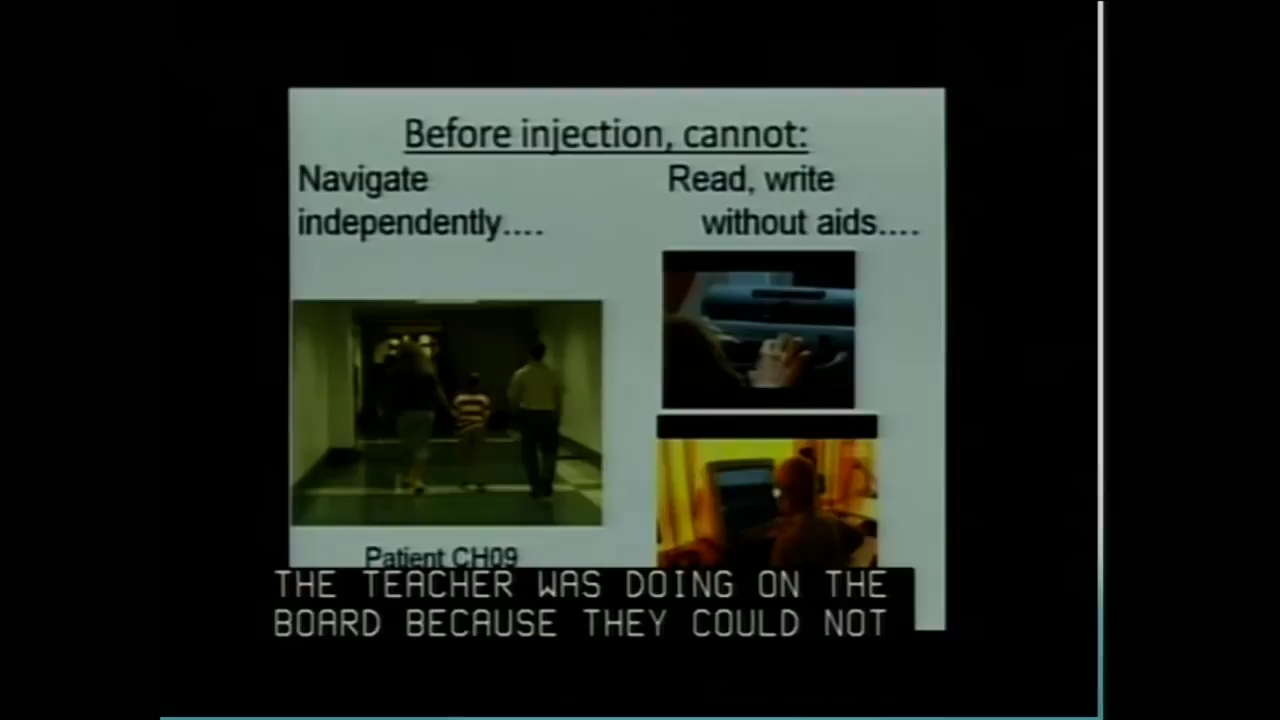 Before injection, cannot:
Navigate
independently....
Read, write
without aids....
Patient CH09
THE TEACHER WAS DOING ON THE
BOARD BECAUSE THEY COULD NOT